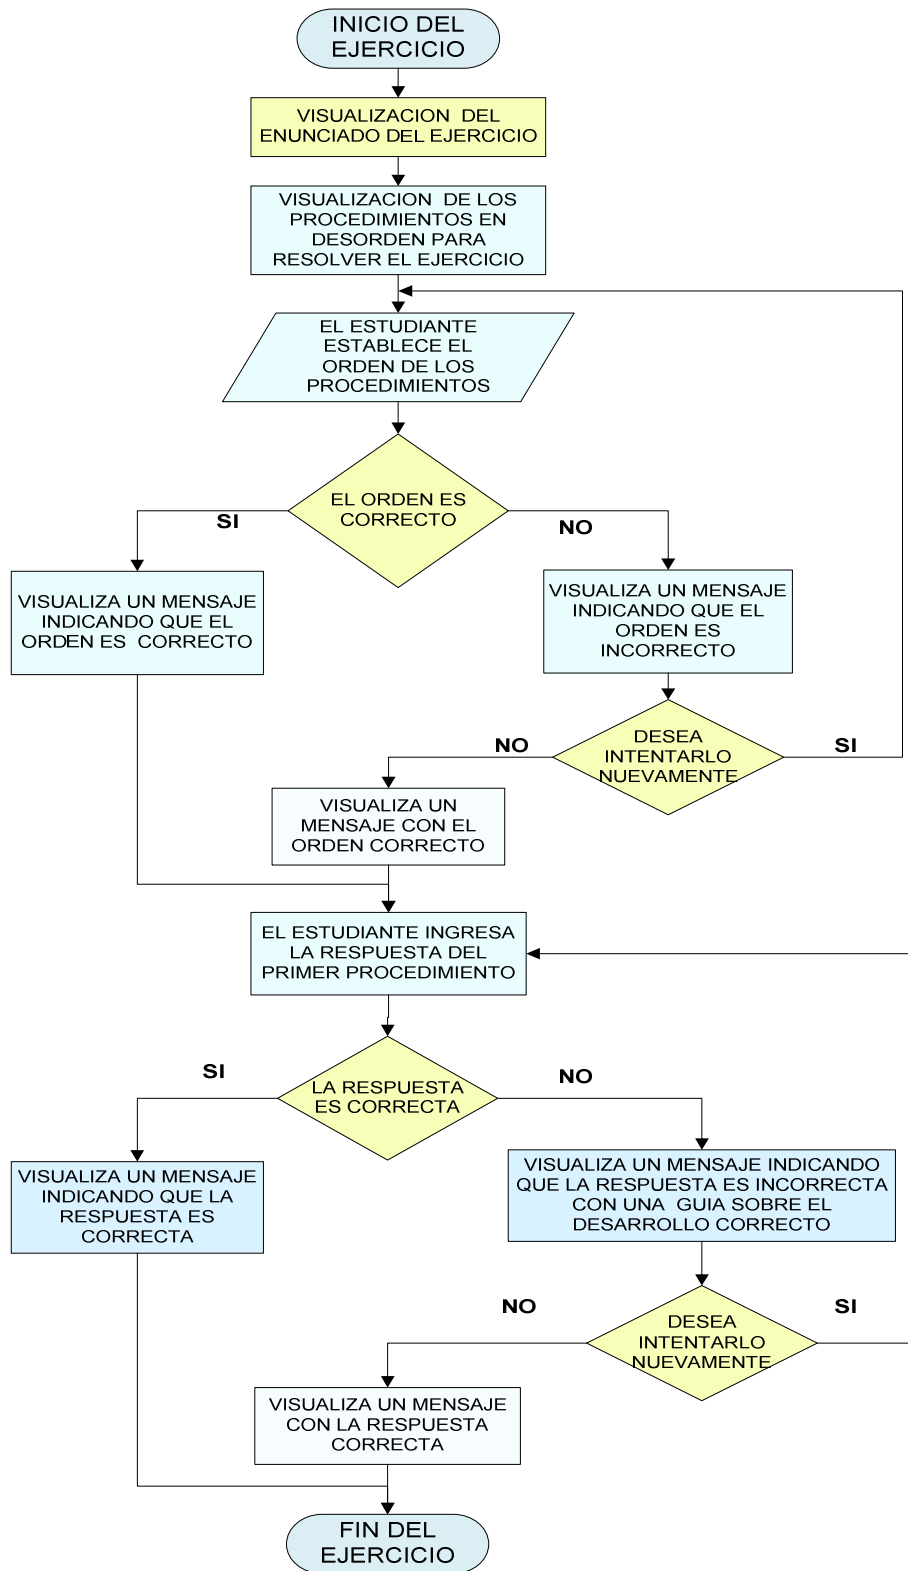 INICIO DEL
EJERCICIO
VISUALIZACION DEL
ENUNCIADO DEL EJERCICIO
VISUALIZACION DE LOS
PROCEDIMIENTOS EN
DESORDEN PARA
RESOLVER EL EJERCICIO
EL ESTUDIANTE
ESTABLECE EL
ORDEN DE LOS
PROCEDIMIENTOS
EL ORDEN ES
CORRECTO
SI
NO
VISUALIZA UN MENSAJE
INDICANDO QUE EL
ORDEN ES CORRECTO
VISUALIZA UN MENSAJE
INDICANDO QUE EL
ORDEN ES
INCORRECTO
DESEA
INTENTARLO
NUEVAMENTE
NO
SI
VISUALIZA UN
MENSAJE CON EL
ORDEN CORRECTO
EL ESTUDIANTE INGRESA
LA RESPUESTA DEL
PRIMER PROCEDIMIENTO
LA RESPUESTA
ES CORRECTA
SI
NO
VISUALIZA UN MENSAJE
INDICANDO QUE LA
RESPUESTA ES
CORRECTA
VISUALIZA UN MENSAJE INDICANDO
QUE LA RESPUESTA ES INCORRECTA
CON UNA GUIA SOBRE EL
DESARROLLO CORRECTO
DESEA
INTENTARLO
NUEVAMENTE
NO
SI
VISUALIZA UN MENSAJE
CON LA RESPUESTA
CORRECTA
FIN DEL
EJERCICIO